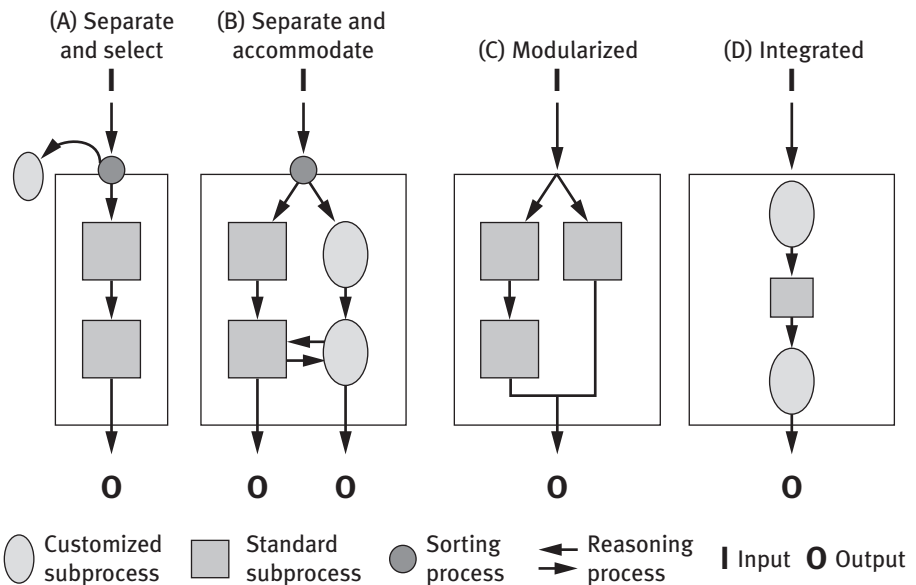 (A) Separate
and select
(B) Separate and
accommodate
(C) Modularized
(D) Integrated
I
I
I
I
O
O
O
O
O
Customized
subprocess
Standard
subprocess
Sorting
process
Reasoning
process
I Input
O Output